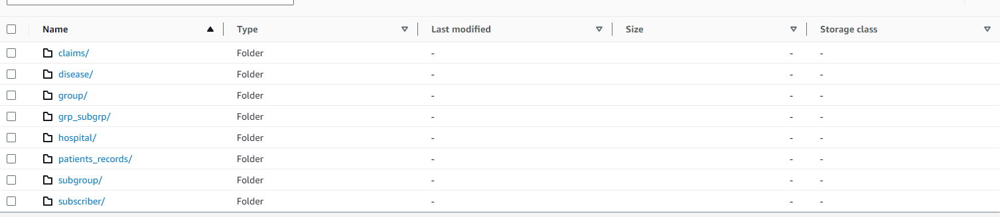 Name Type Last modified Size Storage class
claims/ Folder - - -
disease/ Folder - - -
group/ Folder - - -
grp_subgrp/ Folder - - -
hospital/ Folder - - -
patients_records/ Folder - - -
subgroup/ Folder - - -
subscriber/ Folder - - -